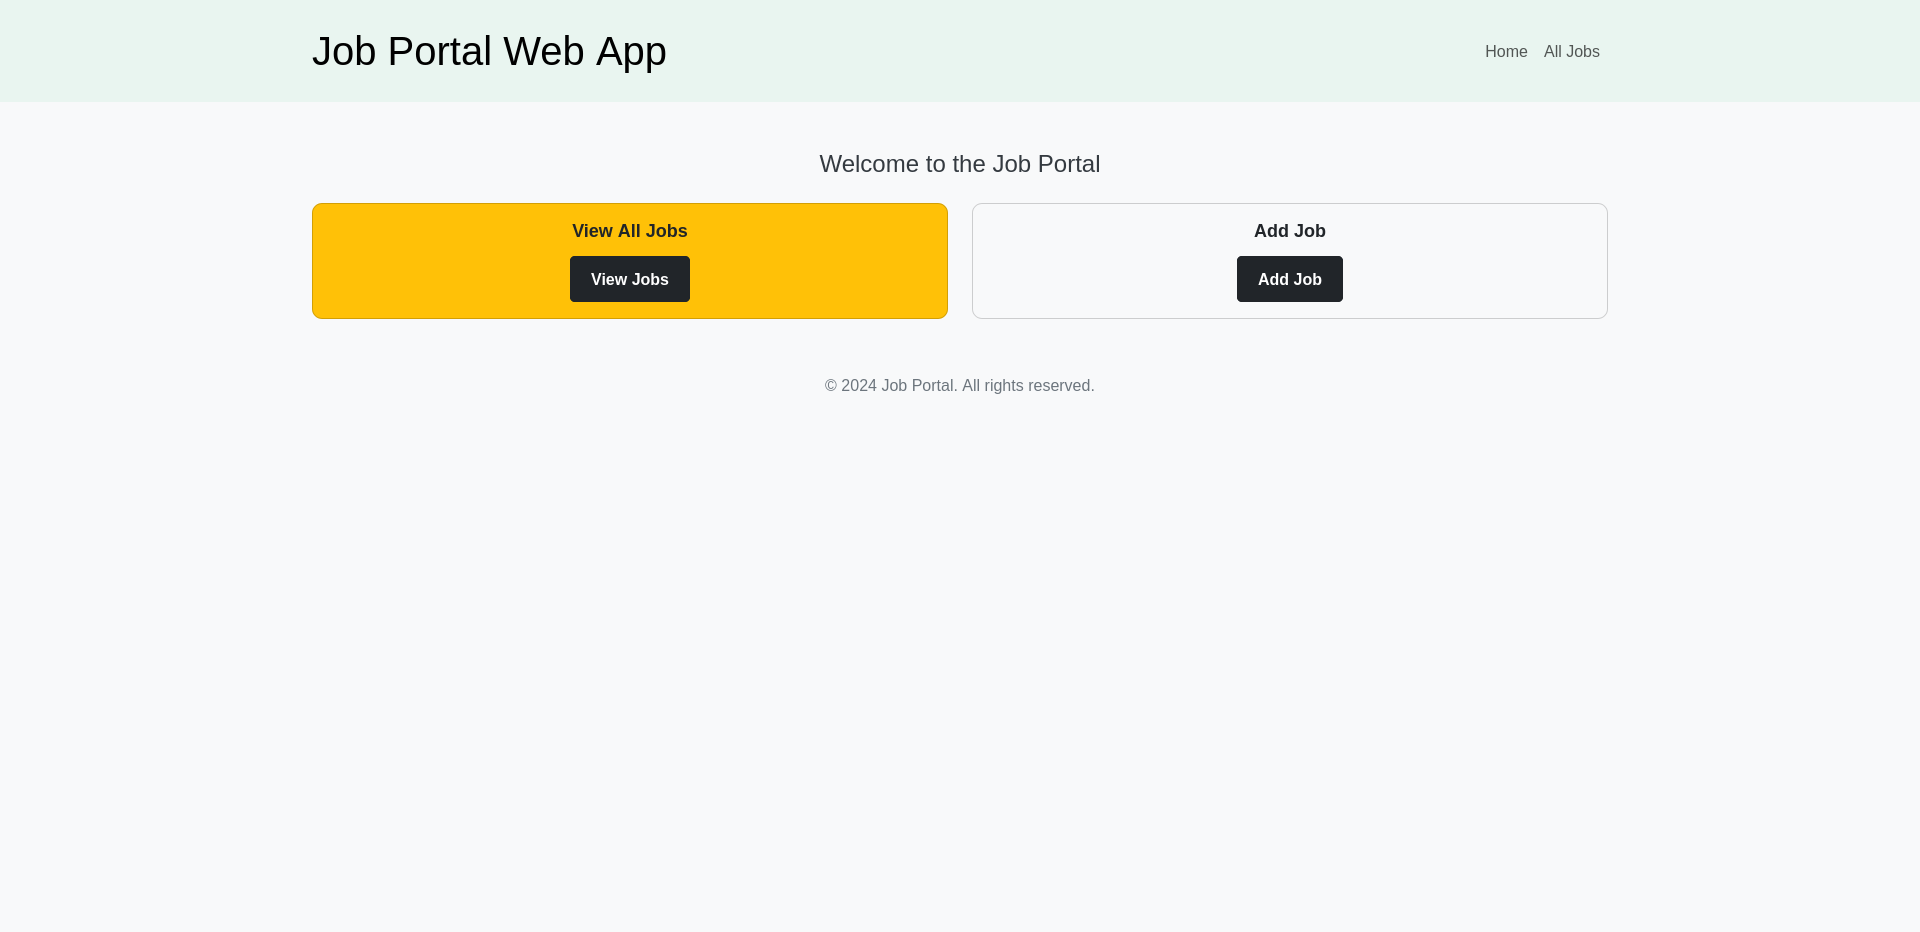 Job Portal Web App
Home All Jobs
Welcome to the Job Portal
View All Jobs
View Jobs
Add Job
Add Job
© 2024 Job Portal. All rights reserved.